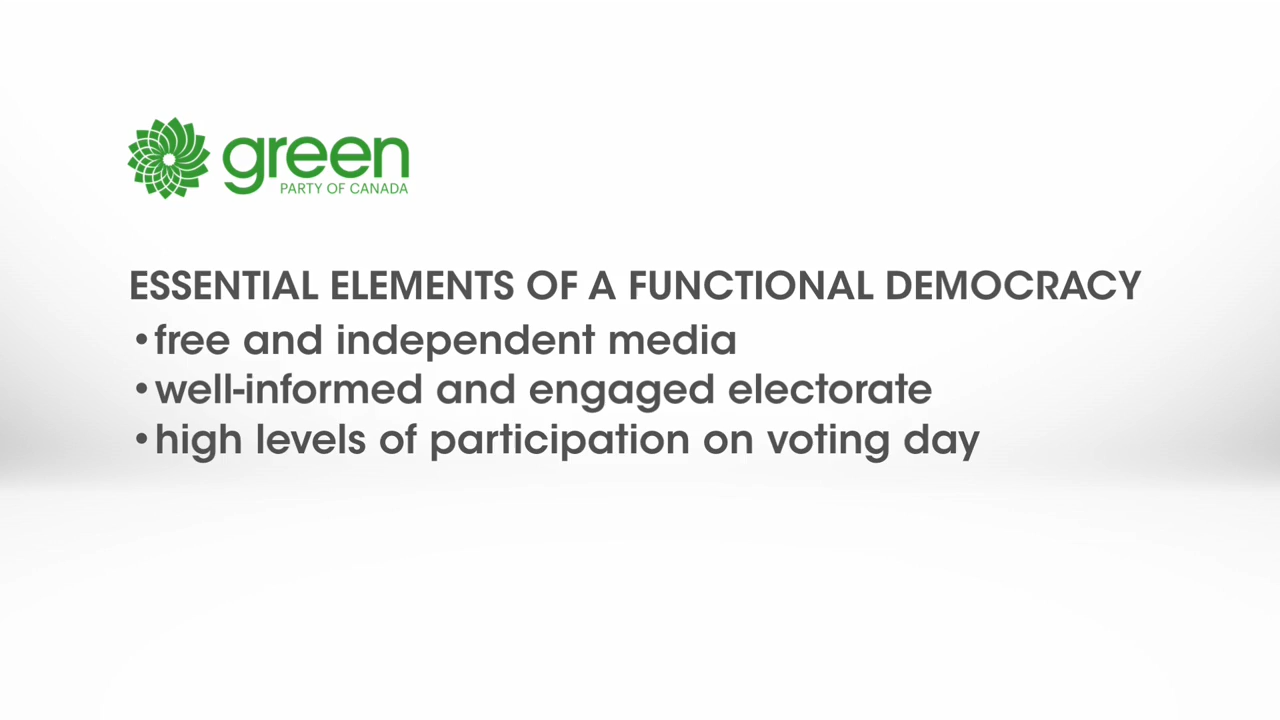 green
PARTY OF CANADA
ESSENTIAL ELEMENTS OF A FUNCTIONAL DEMOCRACY
•free and independent media
•well-informed and engaged electorate
•high levels of participation on voting day